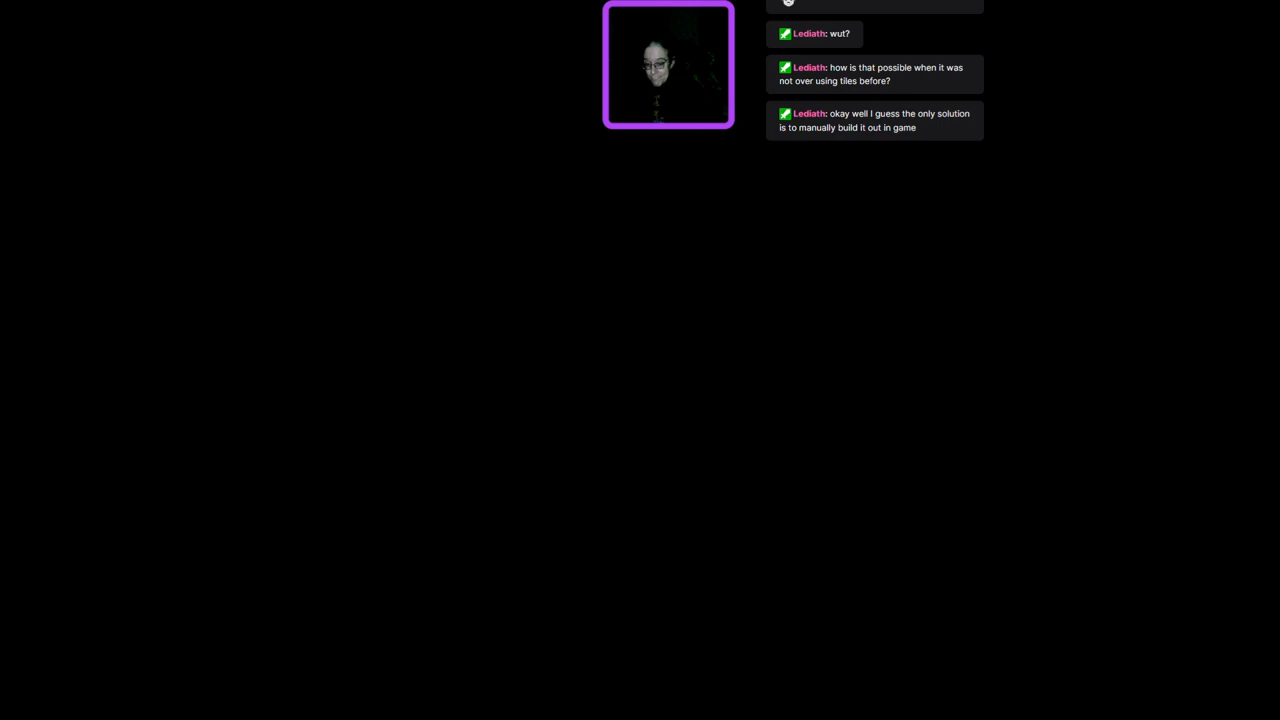 Lediath: wut?
Lediath: how is that possible when it was
not over using tiles before?
Lediath: okay well I guess the only solution
is to manually build it out in game